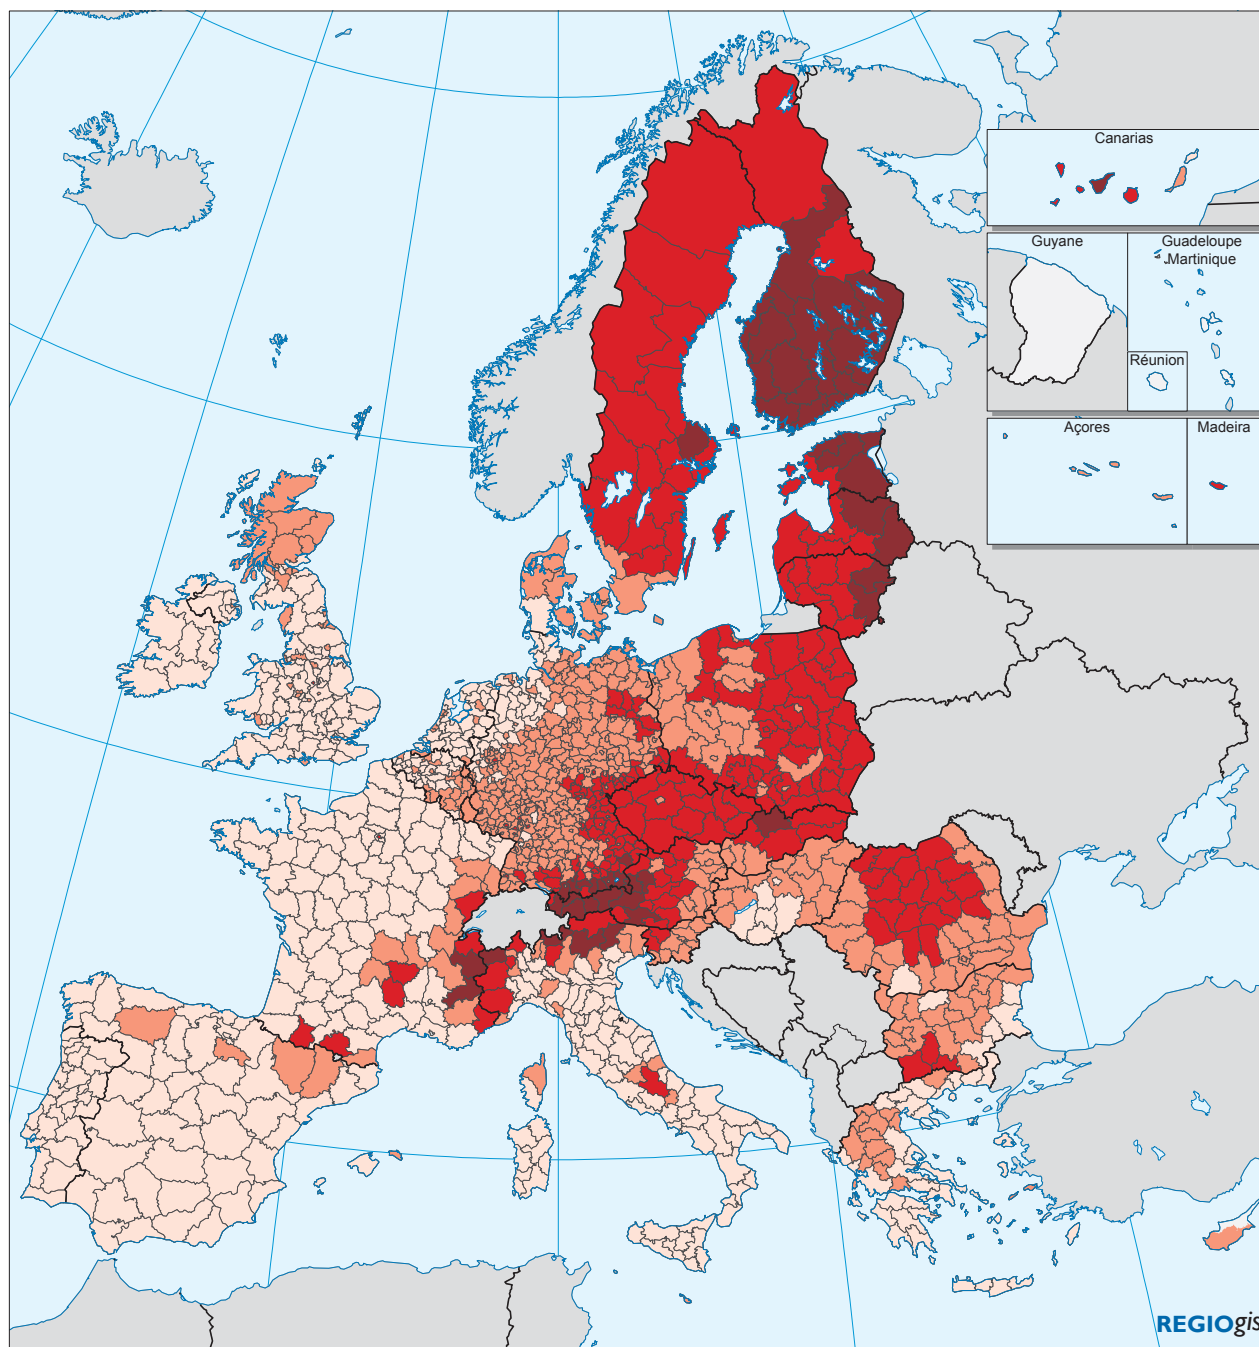 Canarias
Guyane
Guadeloupe
Martinique
Réunion
Açores
Madeira
REGIOgis